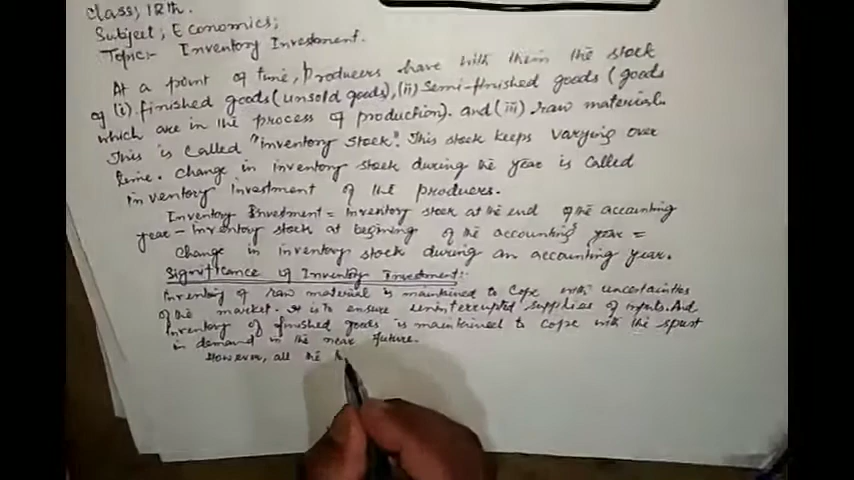 Class; 12th.
Subject; Economics;
Topic:- Inventory Investment.
At a point of time, Producers have with them the stock
of (i) finished goods (unsold goods), (ii) Semi-finished goods (goods
which are in the process of production). and (iii) raw material.
This is called "inventory stock". This stock keeps varying over
time. Change in inventory stock during the year is called
inventory investment of the producers.
Inventory Investment = Inventory stock at the end of the accounting
year - Inventory stock at begining of the accounting year =
Change in inventory stock during an accounting year.
Significance of Inventory Investment:-
Inventory of raw material is maintained to Cope with uncertainties
of the market. It is to ensure uninterrupted supplies of inputs. And
Inventory of finished goods is maintained to cope with the spurt
in demand in the near future.
However, all the